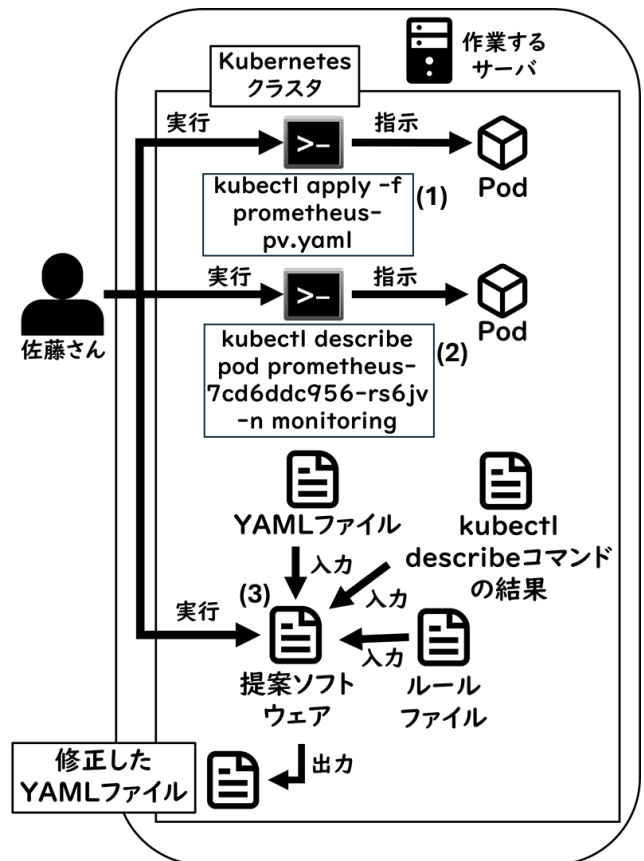 Kubernetes
クラスタ
作業する
サーバ
実行
指示
>-
Pod
kubectl apply -f
prometheus-
pv.yaml
(1)
実行
指示
>-
Pod
佐藤さん
kubectl describe
pod prometheus-
7cd6ddc956-rs6jv
-n monitoring
(2)
YAMLファイル
kubectl
describeコマンド
の結果
入力
入力
(3)
実行
入力
提案ソフト
ウェア
ルール
ファイル
修正した
YAMLファイル
出力